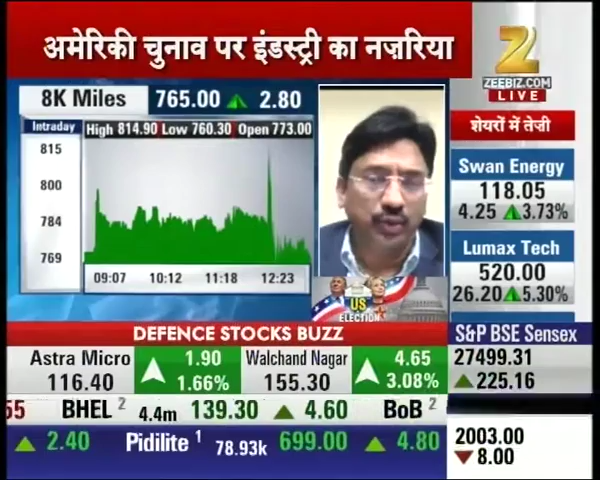 अमेरिकी चुनाव पर इंडस्ट्री का नज़रिया
Z
ZEEBIZ.COM
LIVE
8K Miles 765.00 2.80
Intraday High 814.90 Low 760.30 Open 773.00
815
800
784
769
09:07 10:12 11:18 12:23
US
ELECTION
शेयरों में तेज़ी
Swan Energy
118.05
4.25 3.73%
Lumax Tech
520.00
26.20 5.30%
DEFENCE STOCKS BUZZ
Astra Micro 1.90
116.40 1.66%
Walchand Nagar 4.65
155.30 3.08%
S&P BSE Sensex
27499.31
225.16
55 BHEL 2 4.4m 139.30 4.60 BoB 2
2.40 Pidilite 1 78.93k 699.00 4.80
2003.00
8.00